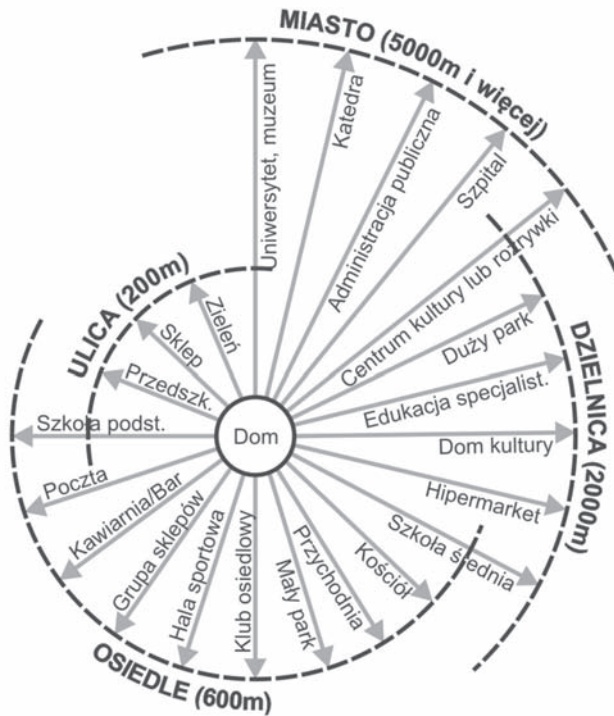 MIASTO (5000m i więcej)
Uniwersytet, muzeum
Katedra
Administracja publiczna
Szpital
Centrum kultury lub rozrywki
DZIELNICA (2000m)
Duży park
Edukacja specjalist.
Dom kultury
Hipermarket
Szkoła średnia
OSIEDLE (600m)
Kościół
Przychodnia
Mały park
Klub osiedlowy
Hala sportowa
Grupa sklepów
Kawiarnia/Bar
Poczta
Szkoła podst.
ULICA (200m)
Przedszk.
Sklep
Zieleń
Dom